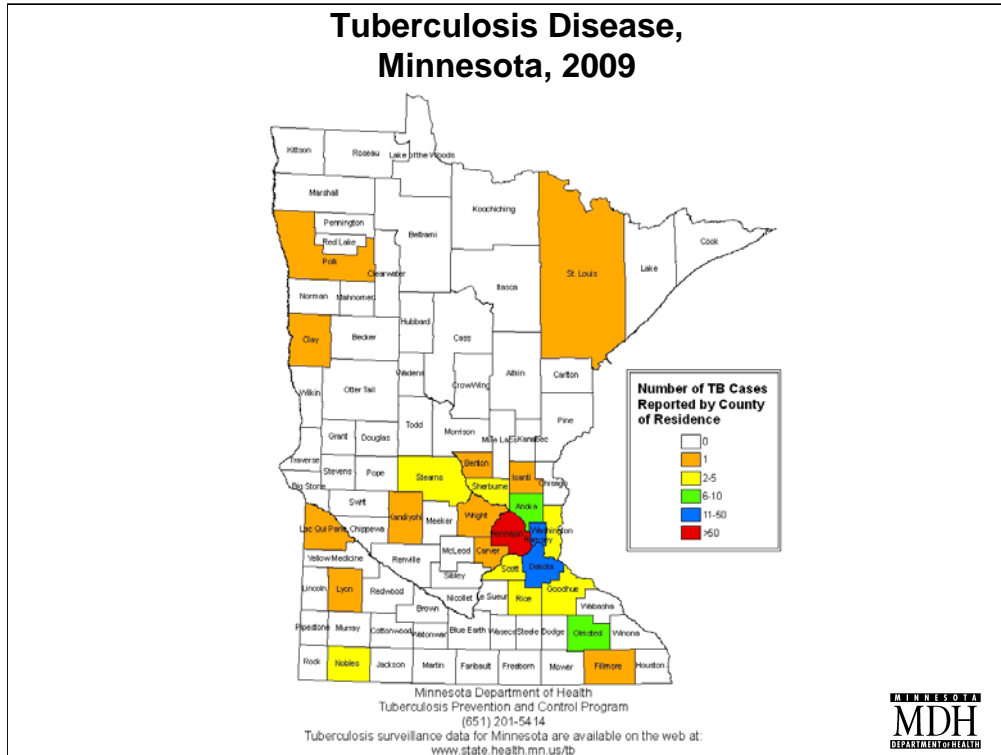 Tuberculosis Disease,
Minnesota, 2009
Kittson
Roseau
Lake of the Woods
Marshall
Koochiching
Pennington
Beltrami
Red Lake
Cook
Polk
Clearwater
St. Louis
Lake
Itasca
Norman
Mahnomen
Hubbard
Clay
Becker
Cass
Wadena
Aitkin
Carlton
Crow Wing
Otter Tail
Wilkin
Pine
Todd
Morrison
Grant
Douglas
Mille Lacs
Kanabec
Traverse
Benton
Stevens
Pope
Stearns
Isanti
Big Stone
Sherburne
Chisago
Swift
Anoka
Kandiyohi
Wright
Lac Qui Parle
Chippewa
Meeker
Hennepin
Washington
Ramsey
McLeod
Carver
Yellow Medicine
Renville
Scott
Dakota
Sibley
Lincoln
Lyon
Redwood
Nicollet
Le Sueur
Rice
Goodhue
Wabasha
Brown
Pipestone
Murray
Cottonwood
Watonwan
Blue Earth
Waseca
Steele
Dodge
Olmsted
Winona
Rock
Nobles
Jackson
Martin
Faribault
Freeborn
Mower
Fillmore
Houston
Number of TB Cases
Reported by County
of Residence
0
1
2-5
6-10
11-50
>50
Minnesota Department of Health
Tuberculosis Prevention and Control Program
(651) 201-5414
Tuberculosis surveillance data for Minnesota are available on the web at:
www.state.health.mn.us/tb
MINNESOTA
MDH
DEPARTMENT of HEALTH